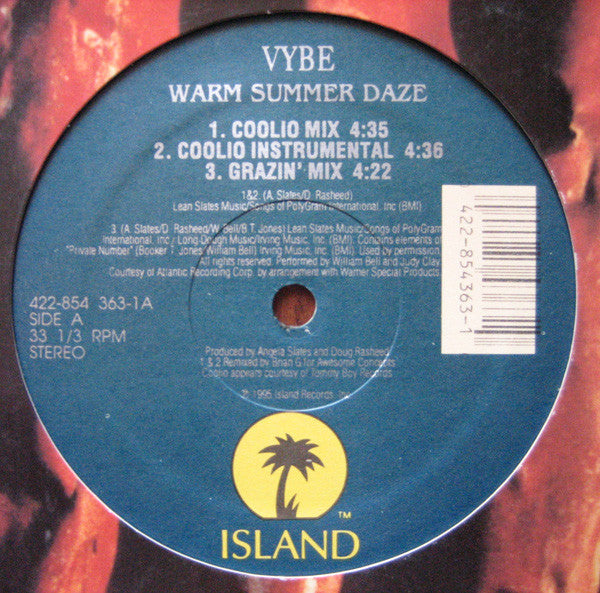 VYBE
WARM SUMMER DAZE
1. COOLIO MIX 4:35
2. COOLIO INSTRUMENTAL 4:36
3. GRAZIN' MIX 4:22
1&2. (A. Slates/D. Rasheed)
Lean Slates Music/Songs of PolyGram International, Inc (BMI)
3. (A. Slates/D. Rasheed/W. Bell/B.T. Jones) Lean Slates Music/Songs of PolyGram
International, Inc./ Long Dough Music/Irving Music, Inc. (BMI). Contains elements of
"Private Number" (Booker T. Jones William Bell) Irving Music, Inc. (BMI). Used by permission.
All rights reserved. Performed by William Bell and Judy Clay.
Courtesy of Atlantic Recording Corp. by arrangement with Warner Special Products.
422-854 363-1A
SIDE A
33 1/3 RPM
STEREO
0 422-854363-1
Produced by Angela Slates and Doug Rasheed
1 & 2 Remixed by Brian G for Awesome Concepts
Coolio appears courtesy of Tommy Boy Records
℗ 1995 Island Records, Inc.
TM
ISLAND